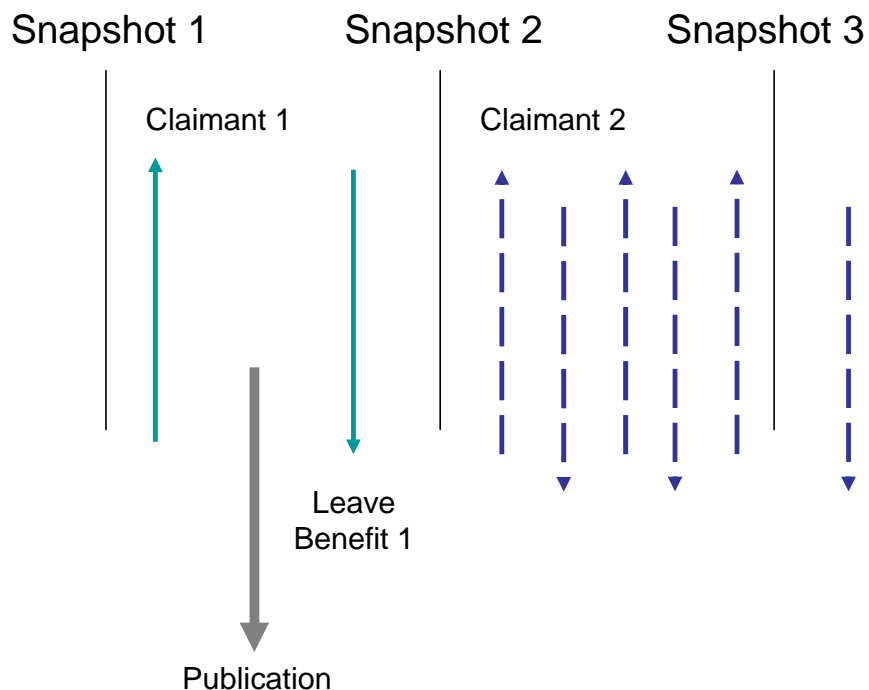 Snapshot 1
Snapshot 2
Snapshot 3
Claimant 1
Claimant 2
Leave
Benefit 1
Publication